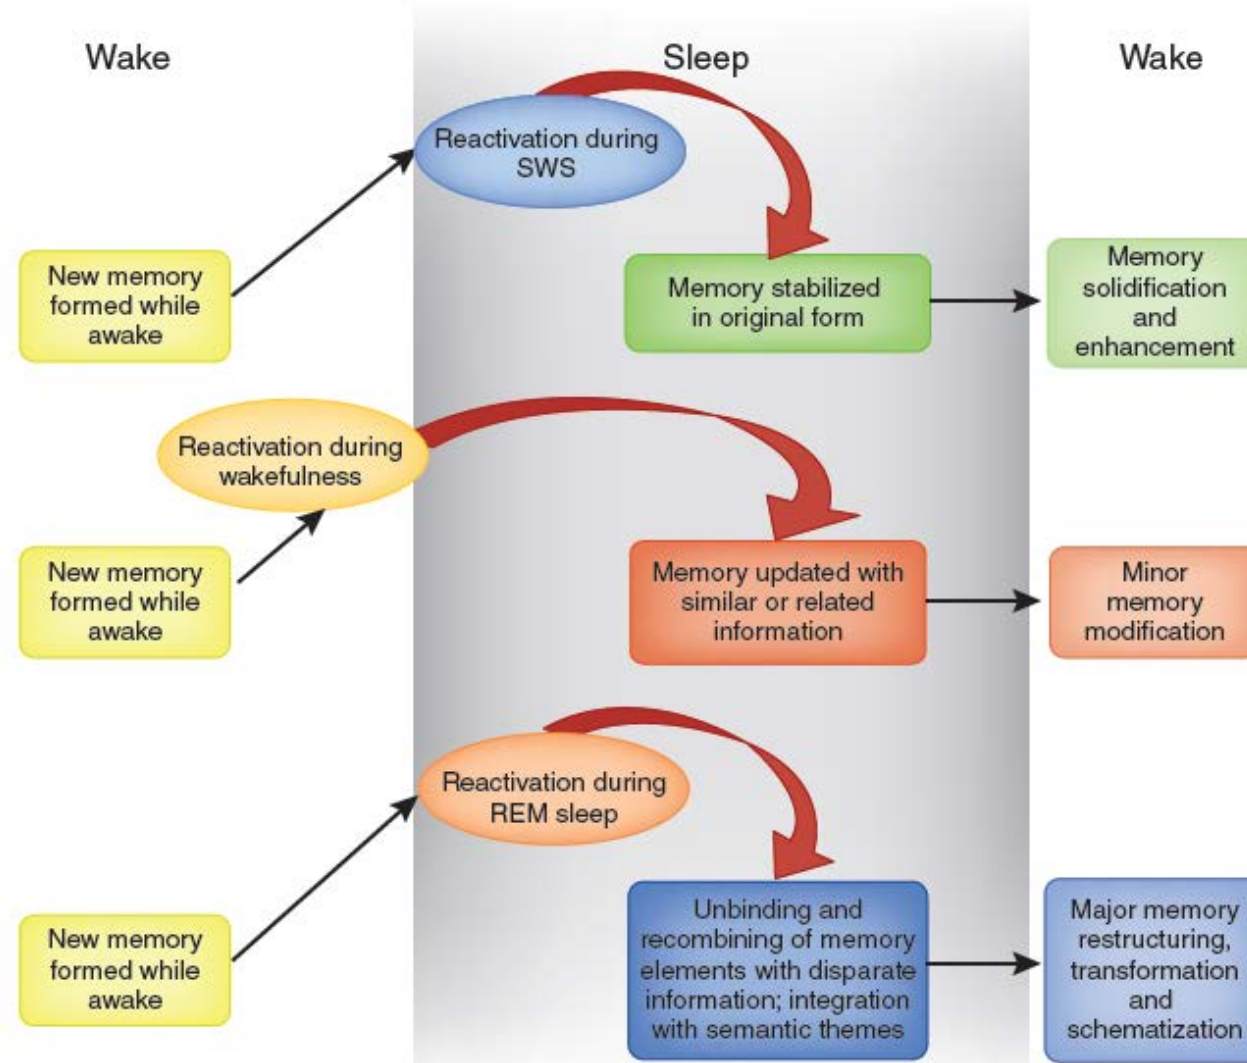 Wake
Sleep
Wake
Reactivation during
SWS
New memory
formed while
awake
Memory stabilized
in original form
Memory
solidification
and
enhancement
Reactivation during
wakefulness
New memory
formed while
awake
Memory updated with
similar or related
information
Minor
memory
modification
Reactivation during
REM sleep
New memory
formed while
awake
Unbinding and
recombining of memory
elements with disparate
information; integration
with semantic themes
Major memory
restructuring,
transformation
and
schematization